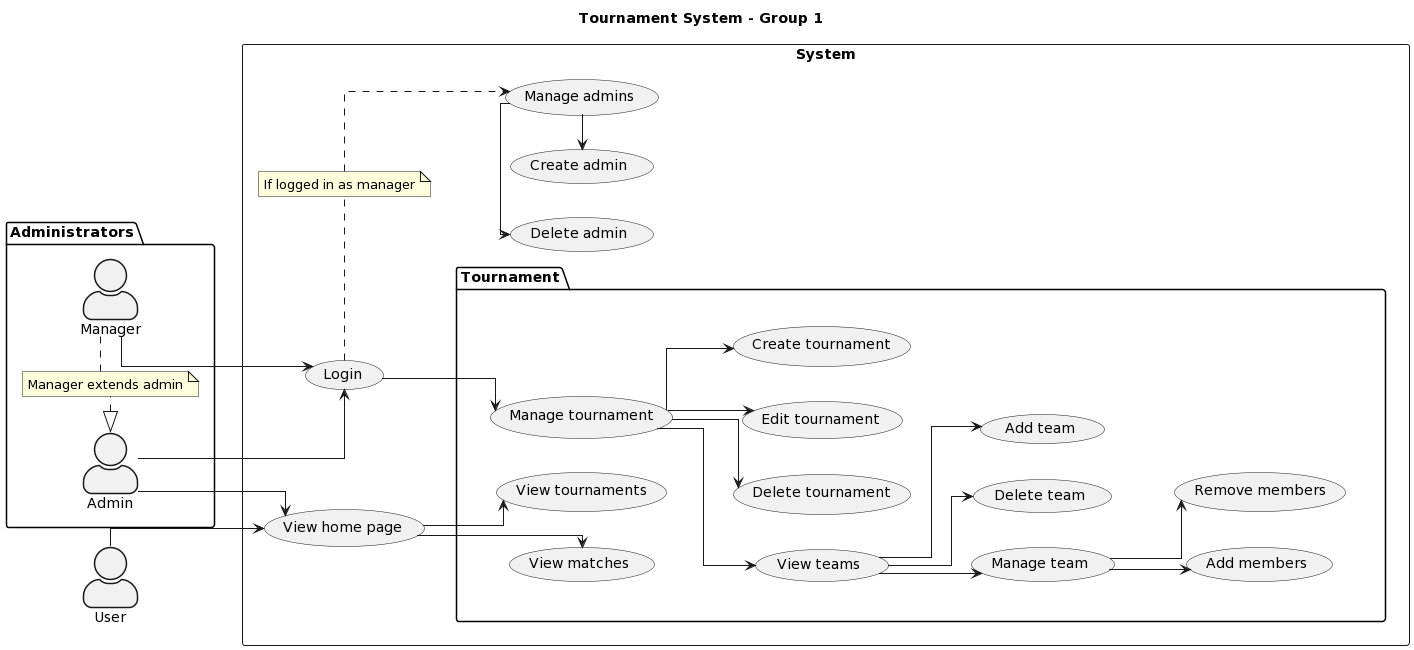 Tournament System - Group 1
System
Manage admins
Create admin
If logged in as manager
Delete admin
Administrators
Tournament
Manager
Create tournament
Login
Manager extends admin
Manage tournament
Edit tournament
Add team
View tournaments
Delete tournament
Delete team
Remove members
Admin
View home page
View matches
View teams
Manage team
Add members
User